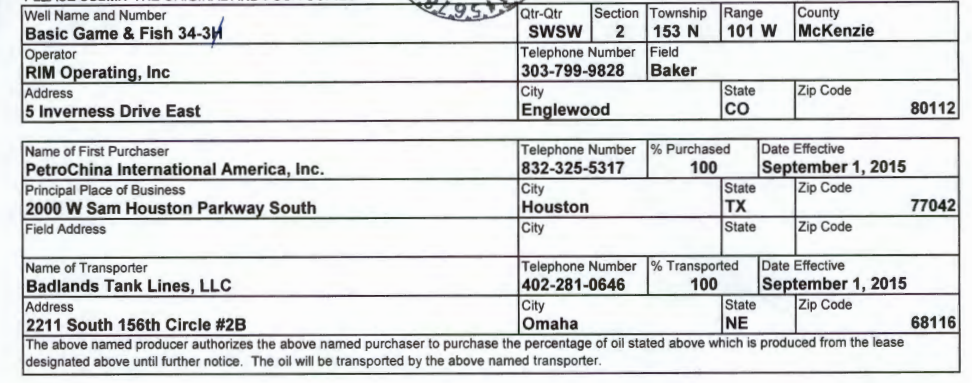 Well Name and Number Qtr-Qtr Section Township Range County
Basic Game & Fish 34-3H SWSW 2 153 N 101 W McKenzie
Operator Telephone Number Field
RIM Operating, Inc 303-799-9828 Baker
Address City State Zip Code
5 Inverness Drive East Englewood CO 80112
Name of First Purchaser Telephone Number % Purchased Date Effective
PetroChina International America, Inc. 832-325-5317 100 September 1, 2015
Principal Place of Business City State Zip Code
2000 W Sam Houston Parkway South Houston TX 77042
Field Address City State Zip Code
Name of Transporter Telephone Number % Transported Date Effective
Badlands Tank Lines, LLC 402-281-0646 100 September 1, 2015
Address City State Zip Code
2211 South 156th Circle #2B Omaha NE 68116
The above named producer authorizes the above named purchaser to purchase the percentage of oil stated above which is produced from the lease
designated above until further notice. The oil will be transported by the above named transporter.